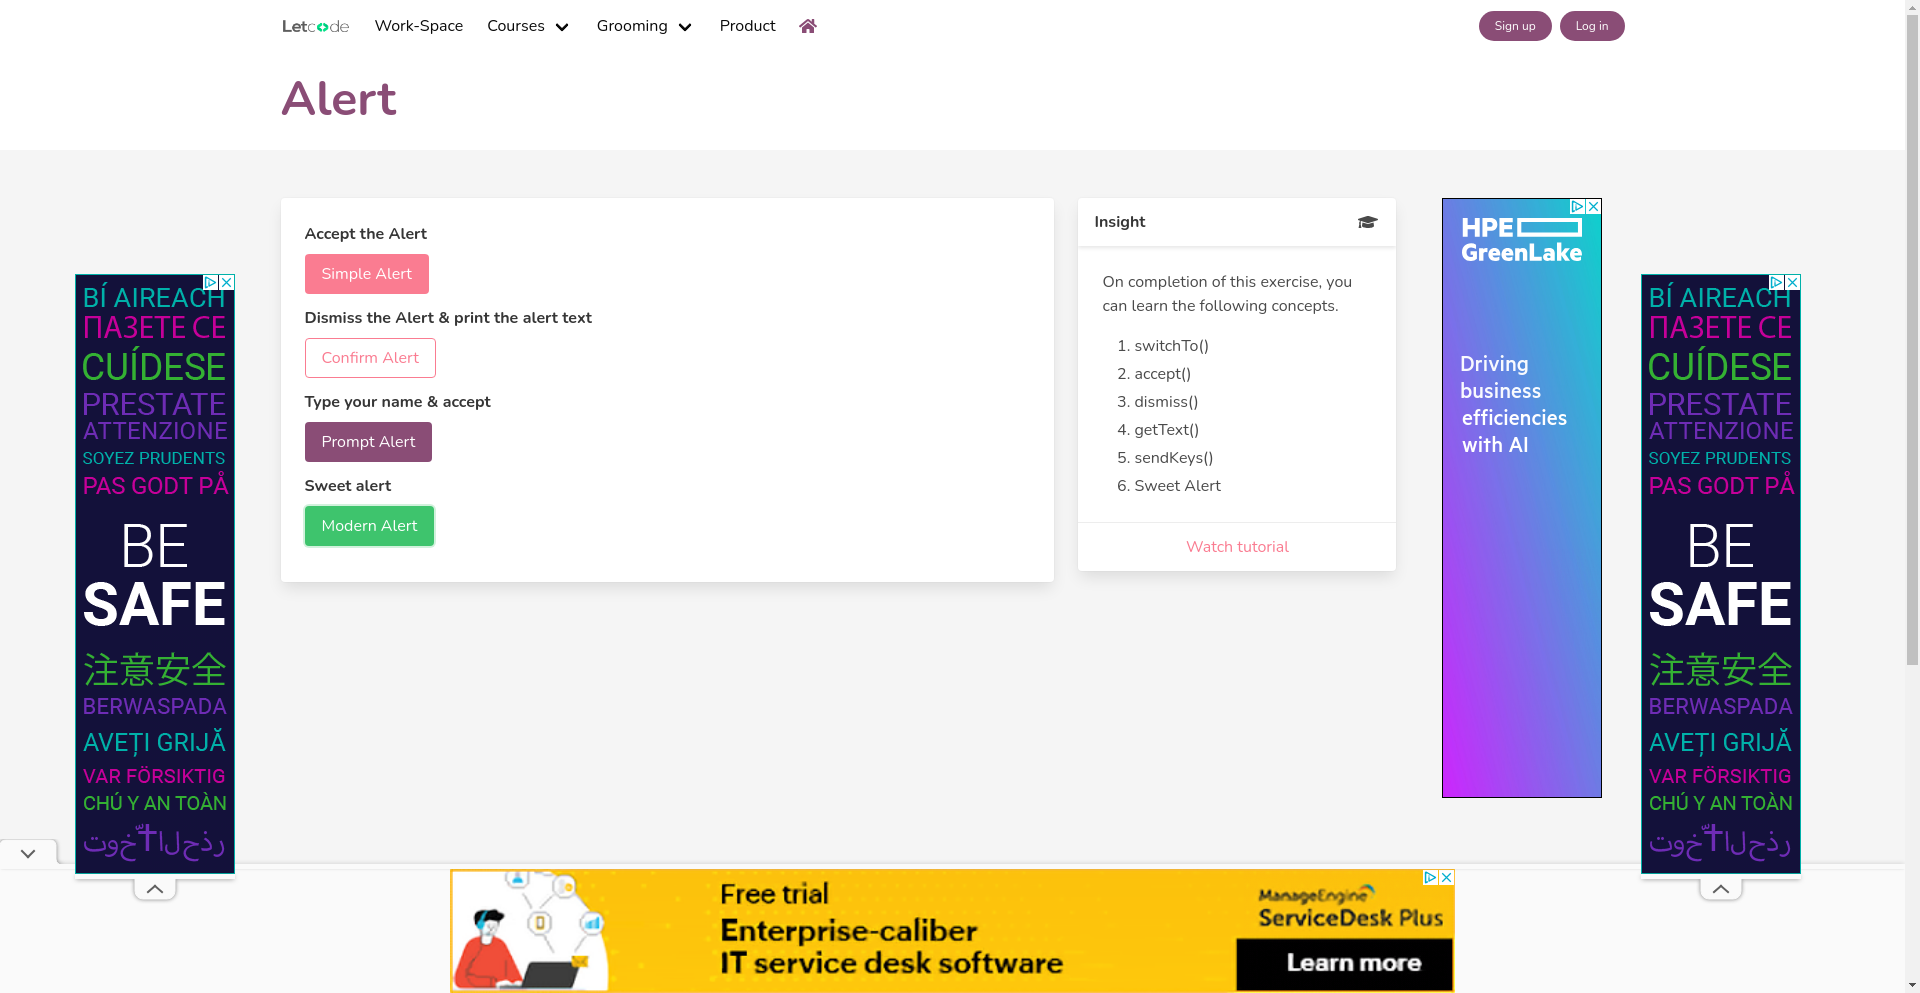 Letcode
Work-Space
Courses
Grooming
Product
Sign up
Log in
Alert
Accept the Alert
Simple Alert
Dismiss the Alert & print the alert text
Confirm Alert
Type your name & accept
Prompt Alert
Sweet alert
Modern Alert
Insight
On completion of this exercise, you
can learn the following concepts.
1. switchTo()
2. accept()
3. dismiss()
4. getText()
5. sendKeys()
6. Sweet Alert
Watch tutorial
HPE
GreenLake
Driving
business
efficiencies
with AI
BÍ AIREACH
ПАЗЕТЕ СЕ
CUÍDESE
PRESTATE
ATTENZIONE
SOYEZ PRUDENTS
PAS GODT PÅ
BE
SAFE
注意安全
BERWASPADA
AVEȚI GRIJĂ
VAR FÖRSIKTIG
CHÚ Y AN TOÀN
BÍ AIREACH
ПАЗЕТЕ СЕ
CUÍDESE
PRESTATE
ATTENZIONE
SOYEZ PRUDENTS
PAS GODT PÅ
BE
SAFE
注意安全
BERWASPADA
AVEȚI GRIJĂ
VAR FÖRSIKTIG
CHÚ Y AN TOÀN
Free trial
Enterprise-caliber
IT service desk software
ManageEngine
ServiceDesk Plus
Learn more